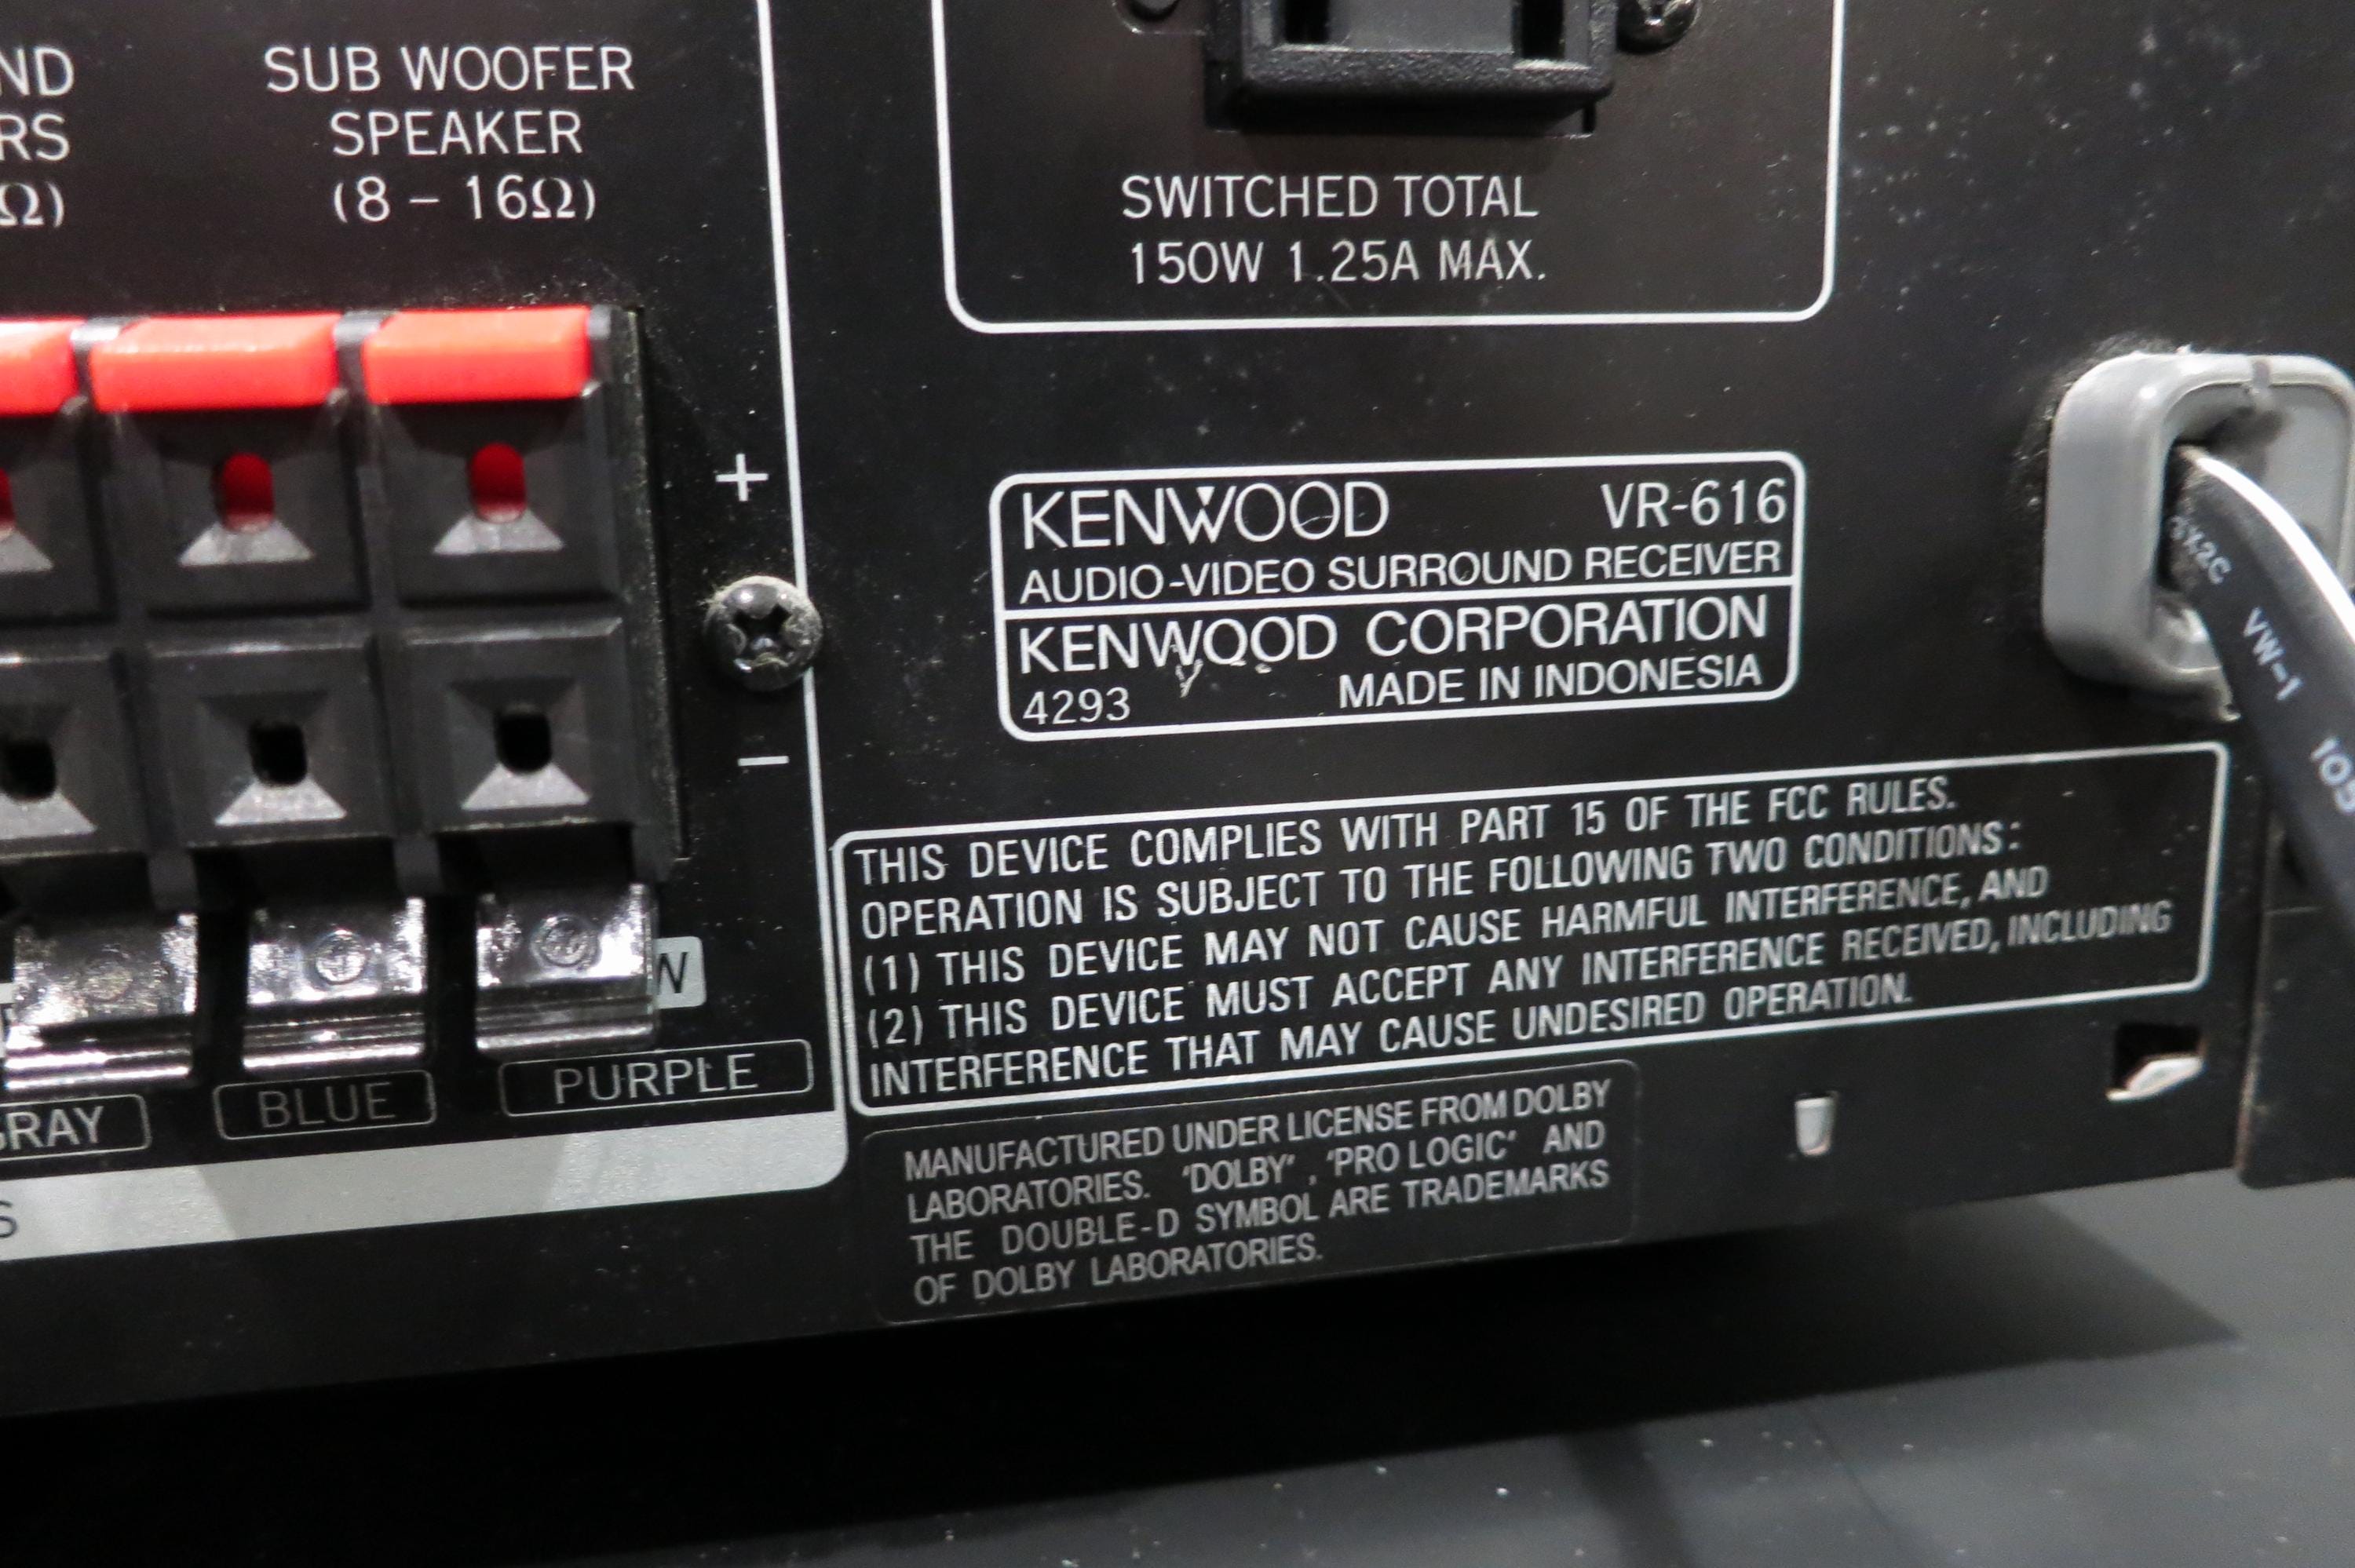 ND
RS
Ω)
SUB WOOFER
SPEAKER
(8 – 16Ω)
+
–
GRAY
BLUE
PURPLE
W
S
SWITCHED TOTAL
150W 1.25A MAX.
KENWOOD VR-616
AUDIO-VIDEO SURROUND RECEIVER
KENWOOD CORPORATION
4293 MADE IN INDONESIA
THIS DEVICE COMPLIES WITH PART 15 OF THE FCC RULES.
OPERATION IS SUBJECT TO THE FOLLOWING TWO CONDITIONS:
(1) THIS DEVICE MAY NOT CAUSE HARMFUL INTERFERENCE, AND
(2) THIS DEVICE MUST ACCEPT ANY INTERFERENCE RECEIVED, INCLUDING
INTERFERENCE THAT MAY CAUSE UNDESIRED OPERATION.
MANUFACTURED UNDER LICENSE FROM DOLBY
LABORATORIES. 'DOLBY', 'PRO LOGIC' AND
THE DOUBLE-D SYMBOL ARE TRADEMARKS
OF DOLBY LABORATORIES.
X2C VW-1 105